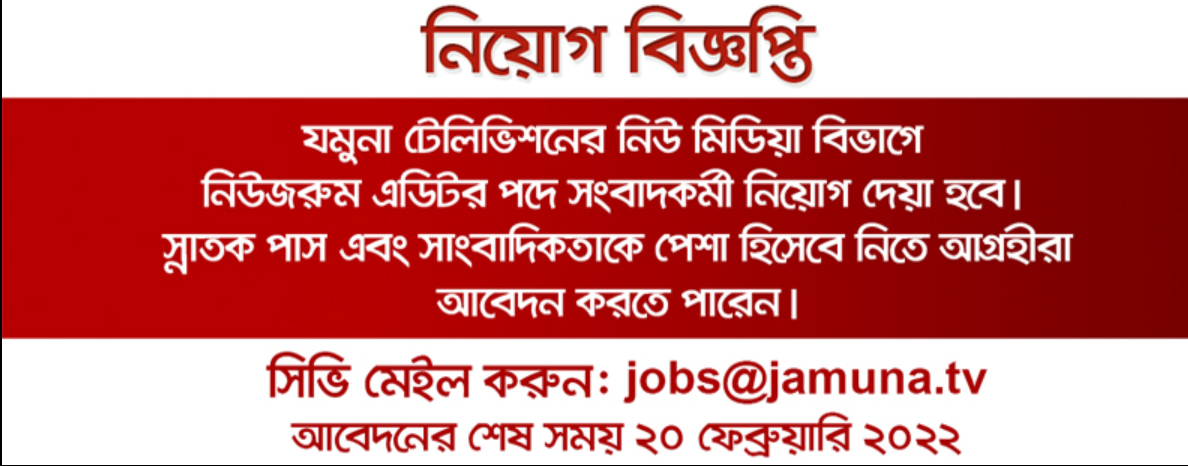 নিয়োগ বিজ্ঞপ্তি
যমুনা টেলিভিশনের নিউ মিডিয়া বিভাগে
নিউজরুম এডিটর পদে সংবাদকর্মী নিয়োগ দেয়া হবে।
স্নাতক পাস এবং সাংবাদিকতাকে পেশা হিসেবে নিতে আগ্রহীরা
আবেদন করতে পারেন।
সিভি মেইল করুন: jobs@jamuna.tv
আবেদনের শেষ সময় ২০ ফেব্রুয়ারি ২০২২